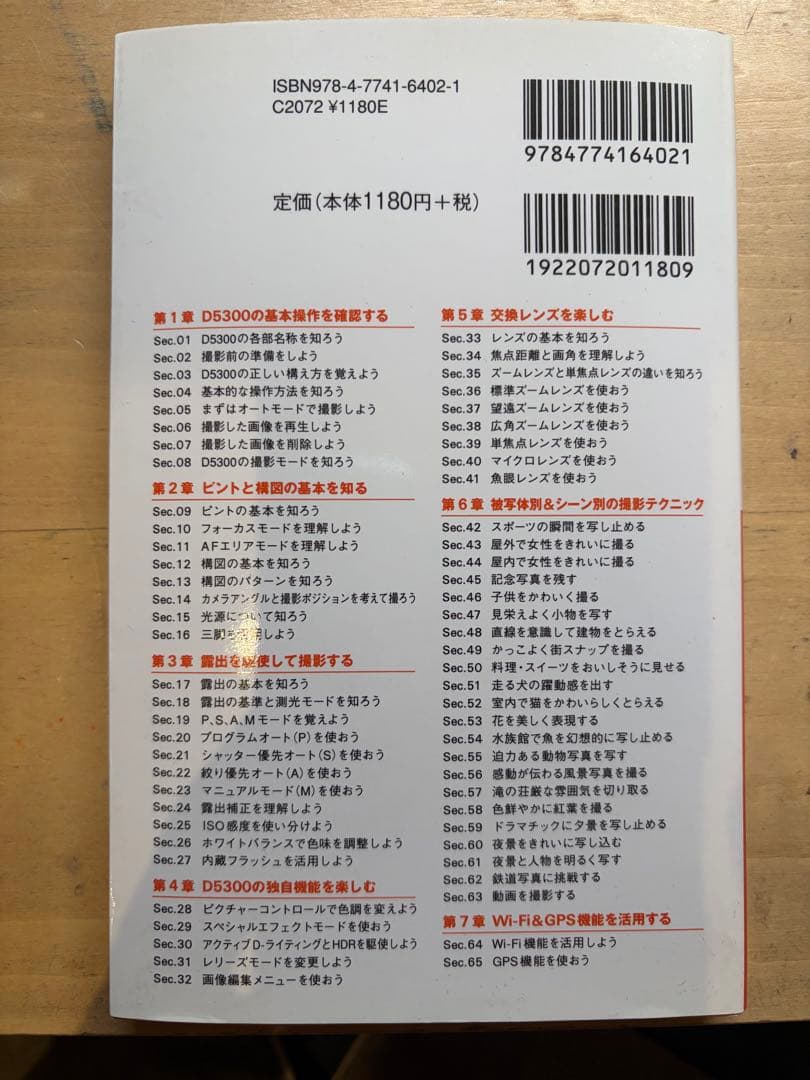 ISBN978-4-7741-6402-1
C2072 ¥1180E
9784774164021
定価(本体1180円+税)
1922072011809
第1章 D5300の基本操作を確認する
Sec.01 D5300の各部名称を知ろう
Sec.02 撮影前の準備をしよう
Sec.03 D5300の正しい構え方を覚えよう
Sec.04 基本的な操作方法を知ろう
Sec.05 まずはオートモードで撮影しよう
Sec.06 撮影した画像を再生しよう
Sec.07 撮影した画像を削除しよう
Sec.08 D5300の撮影モードを知ろう
第2章 ピントと構図の基本を知る
Sec.09 ピントの基本を知ろう
Sec.10 フォーカスモードを理解しよう
Sec.11 AFエリアモードを理解しよう
Sec.12 構図の基本を知ろう
Sec.13 構図のパターンを知ろう
Sec.14 カメラアングルと撮影ポジションを考えて撮ろう
Sec.15 光源について知ろう
Sec.16 三脚を 用しよう
第3章 露出を駆使して撮影する
Sec.17 露出の基本を知ろう
Sec.18 露出の基準と測光モードを知ろう
Sec.19 P、S、A、Mモードを覚えよう
Sec.20 プログラムオート(P)を使おう
Sec.21 シャッター優先オート(S)を使おう
Sec.22 絞り優先オート(A)を使おう
Sec.23 マニュアルモード(M)を使おう
Sec.24 露出補正を理解しよう
Sec.25 ISO感度を使い分けよう
Sec.26 ホワイトバランスで色味を調整しよう
Sec.27 内蔵フラッシュを活用しよう
第4章 D5300の独自機能を楽しむ
Sec.28 ピクチャーコントロールで色調を変えよう
Sec.29 スペシャルエフェクトモードを使おう
Sec.30 アクティブD-ライティングとHDRを駆使しよう
Sec.31 レリーズモードを変更しよう
Sec.32 画像編集メニューを使おう
第5章 交換レンズを楽しむ
Sec.33 レンズの基本を知ろう
Sec.34 焦点距離と画角を理解しよう
Sec.35 ズームレンズと単焦点レンズの違いを知ろう
Sec.36 標準ズームレンズを使おう
Sec.37 望遠ズームレンズを使おう
Sec.38 広角ズームレンズを使おう
Sec.39 単焦点レンズを使おう
Sec.40 マイクロレンズを使おう
Sec.41 魚眼レンズを使おう
第6章 被写体別&シーン別の撮影テクニック
Sec.42 スポーツの瞬間を写し止める
Sec.43 屋外で女性をきれいに撮る
Sec.44 屋内で女性をきれいに撮る
Sec.45 記念写真を残す
Sec.46 子供をかわいく撮る
Sec.47 見栄えよく小物を写す
Sec.48 直線を意識して建物をとらえる
Sec.49 かっこよく街スナップを撮る
Sec.50 料理・スイーツをおいしそうに見せる
Sec.51 走る犬の躍動感を出す
Sec.52 室内で猫をかわいらしくとらえる
Sec.53 花を美しく表現する
Sec.54 水族館で魚を幻想的に写し止める
Sec.55 迫力ある動物写真を写す
Sec.56 感動が伝わる風景写真を撮る
Sec.57 滝の荘厳な雰囲気を切り取る
Sec.58 色鮮やかに紅葉を撮る
Sec.59 ドラマチックに夕景を写し止める
Sec.60 夜景をきれいに写し込む
Sec.61 夜景と人物を明るく写す
Sec.62 鉄道写真に挑戦する
Sec.63 動画を撮影する
第7章 Wi-Fi&GPS機能を活用する
Sec.64 Wi-Fi機能を活用しよう
Sec.65 GPS機能を使おう